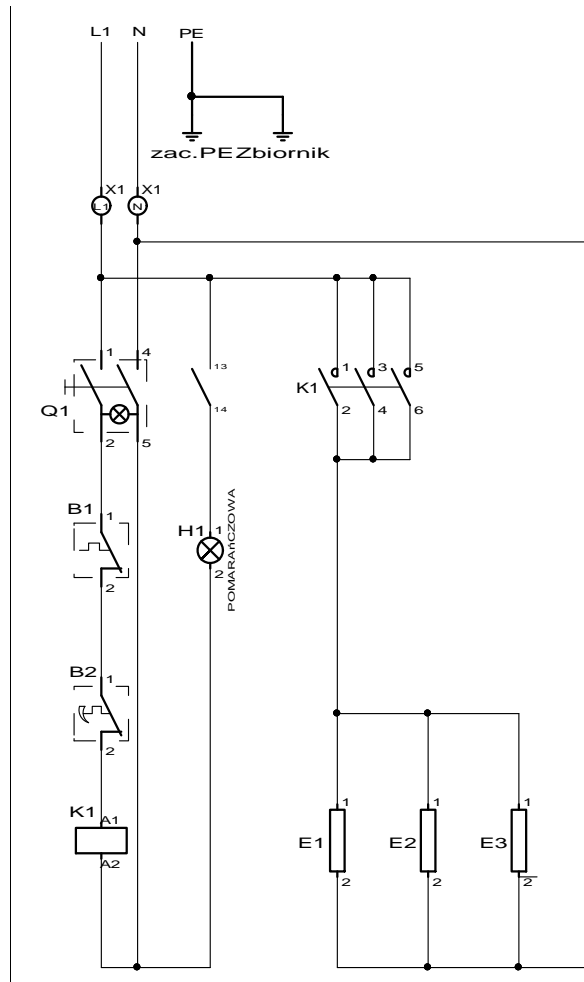 L1 N PE
zac.PE Zbiornik
X1 X1
L1 N
1 4
13
K1 1 3 5
Q1
14
2 4 6
2 5
B1 1
H1 1
POMARAńCZOWA
2
2
B2 1
2
K1 A1
1 1 1
E1 E2 E3
A2
2 2 2